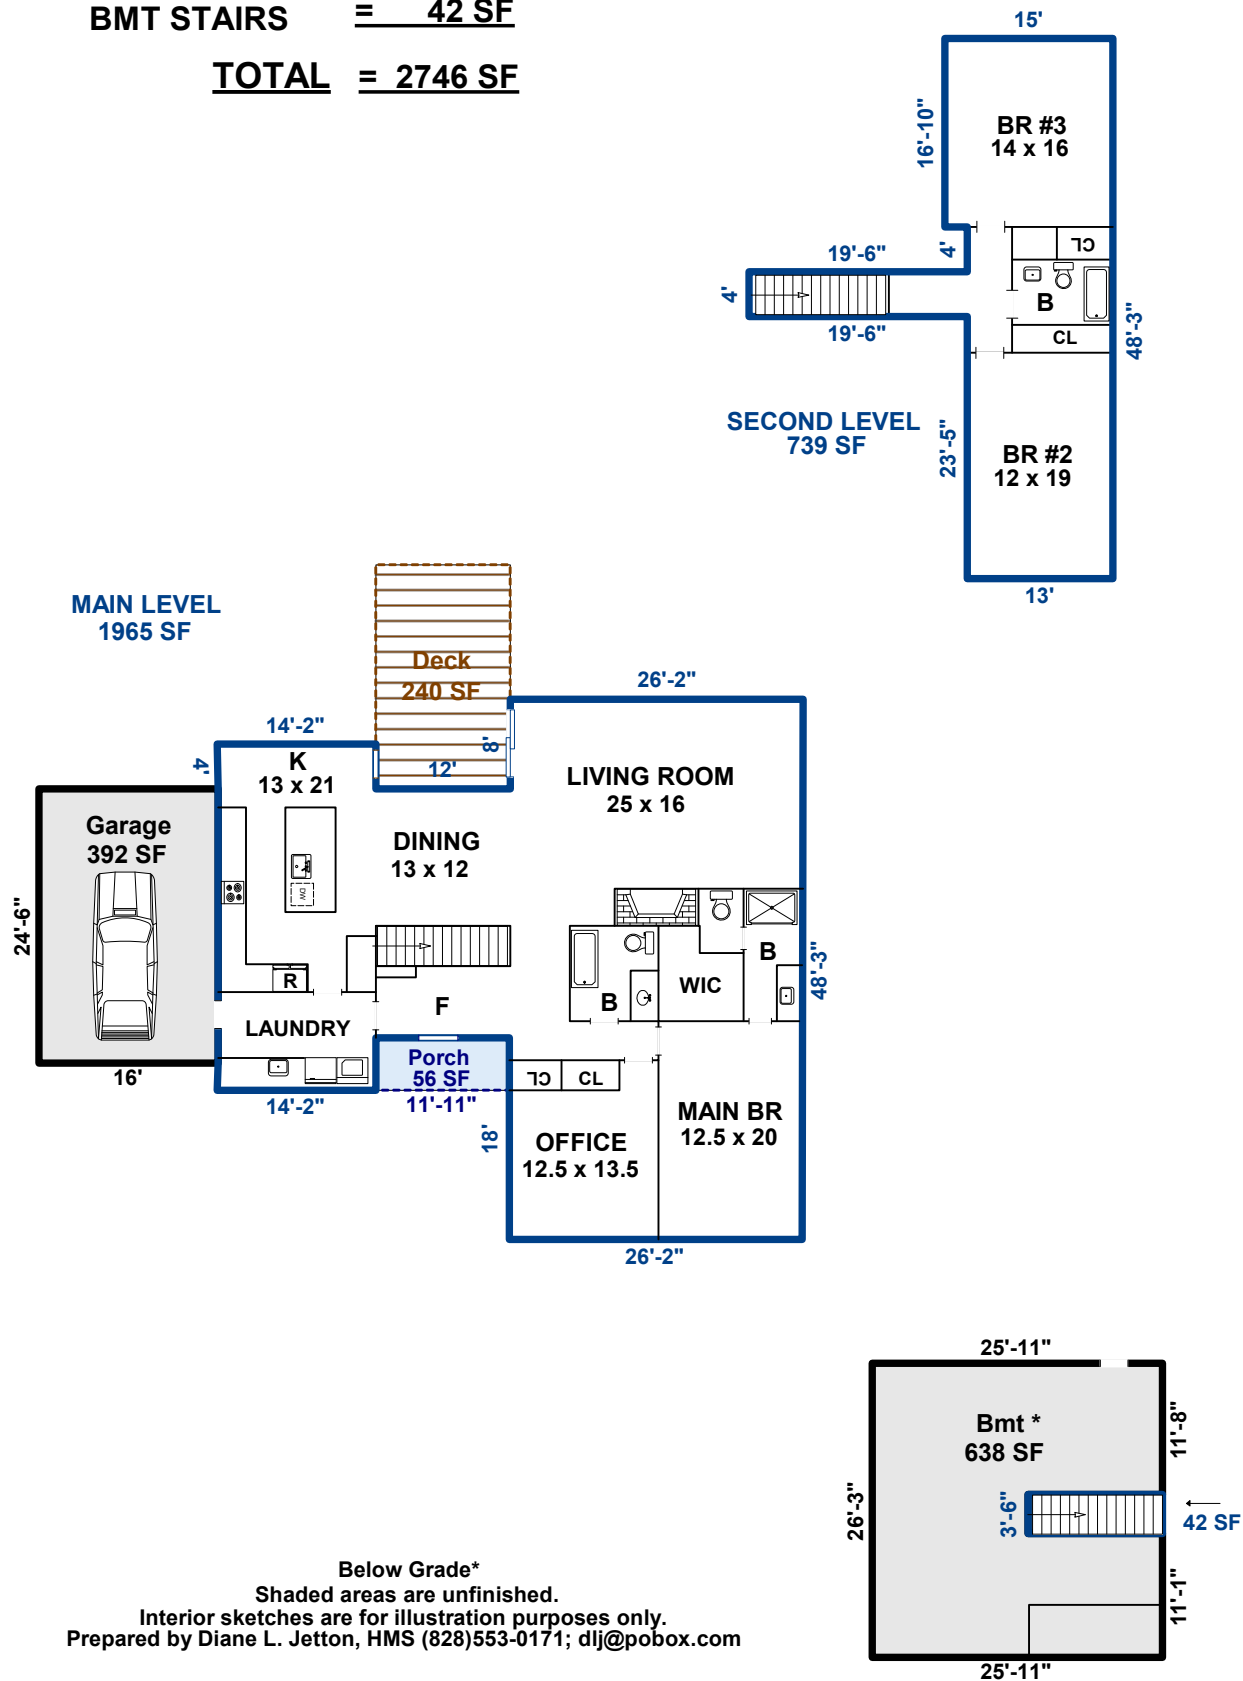 BMT STAIRS = 42 SF
TOTAL = 2746 SF
15'
16'-10"
BR #3
14 x 16
4'
CL
19'-6"
4'
B
19'-6"
CL
48'-3"
SECOND LEVEL
739 SF
23'-5"
BR #2
12 x 19
13'
MAIN LEVEL
1965 SF
Deck
240 SF
26'-2"
14'-2"
4'
K
13 x 21
12'
8'
LIVING ROOM
25 x 16
Garage
392 SF
DINING
13 x 12
DW
24'-6"
R
F
B
WIC
B
48'-3"
LAUNDRY
16'
14'-2"
Porch
56 SF
11'-11"
CL
CL
18'
OFFICE
12.5 x 13.5
MAIN BR
12.5 x 20
26'-2"
25'-11"
Bmt *
638 SF
11'-8"
26'-3"
3'-6"
42 SF
11'-1"
25'-11"
Below Grade*
Shaded areas are unfinished.
Interior sketches are for illustration purposes only.
Prepared by Diane L. Jetton, HMS (828)553-0171; dlj@pobox.com